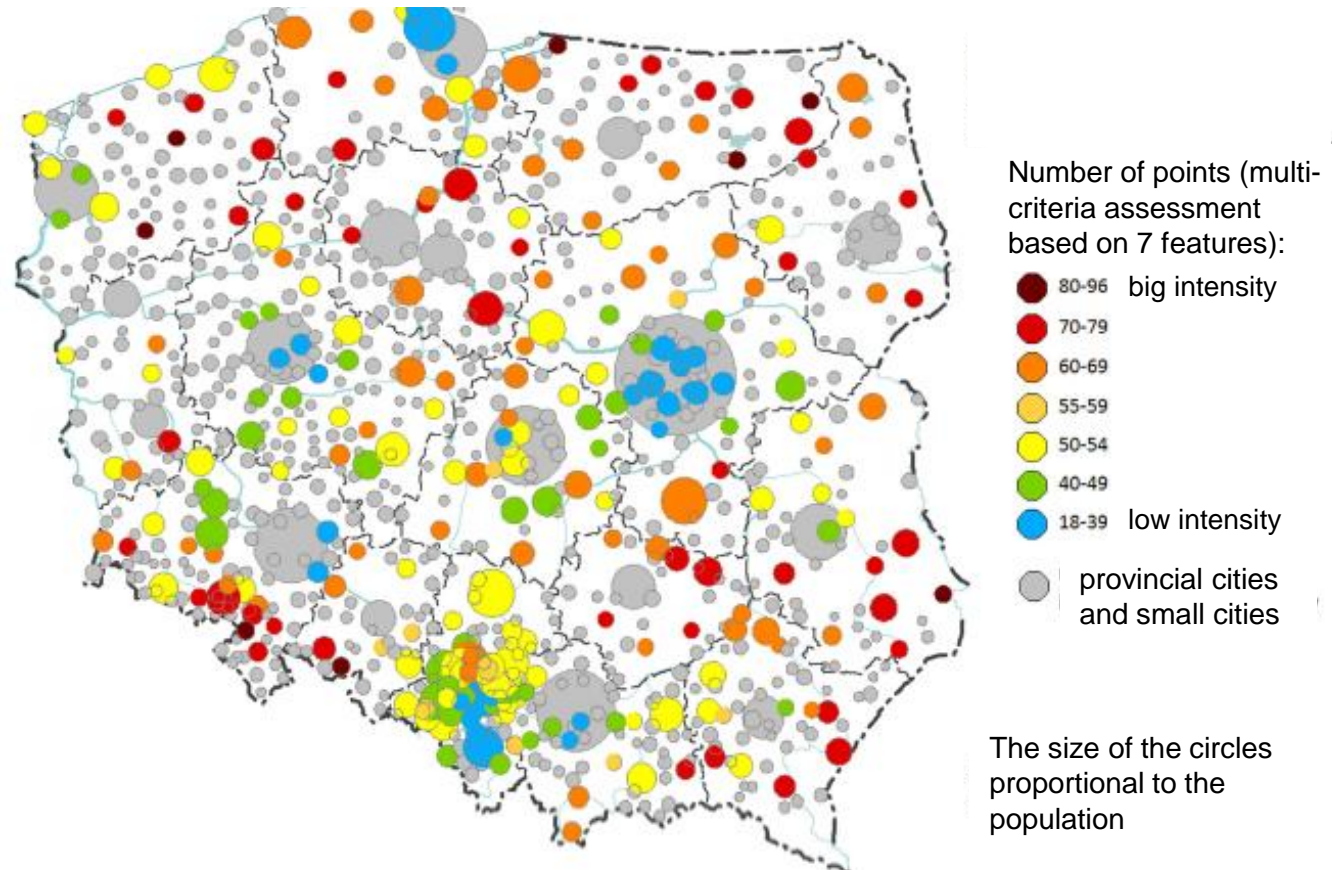 Number of points (multi-
criteria assessment
based on 7 features):
80-96 big intensity
70-79
60-69
55-59
50-54
40-49
18-39 low intensity
provincial cities
and small cities
The size of the circles
proportional to the
population